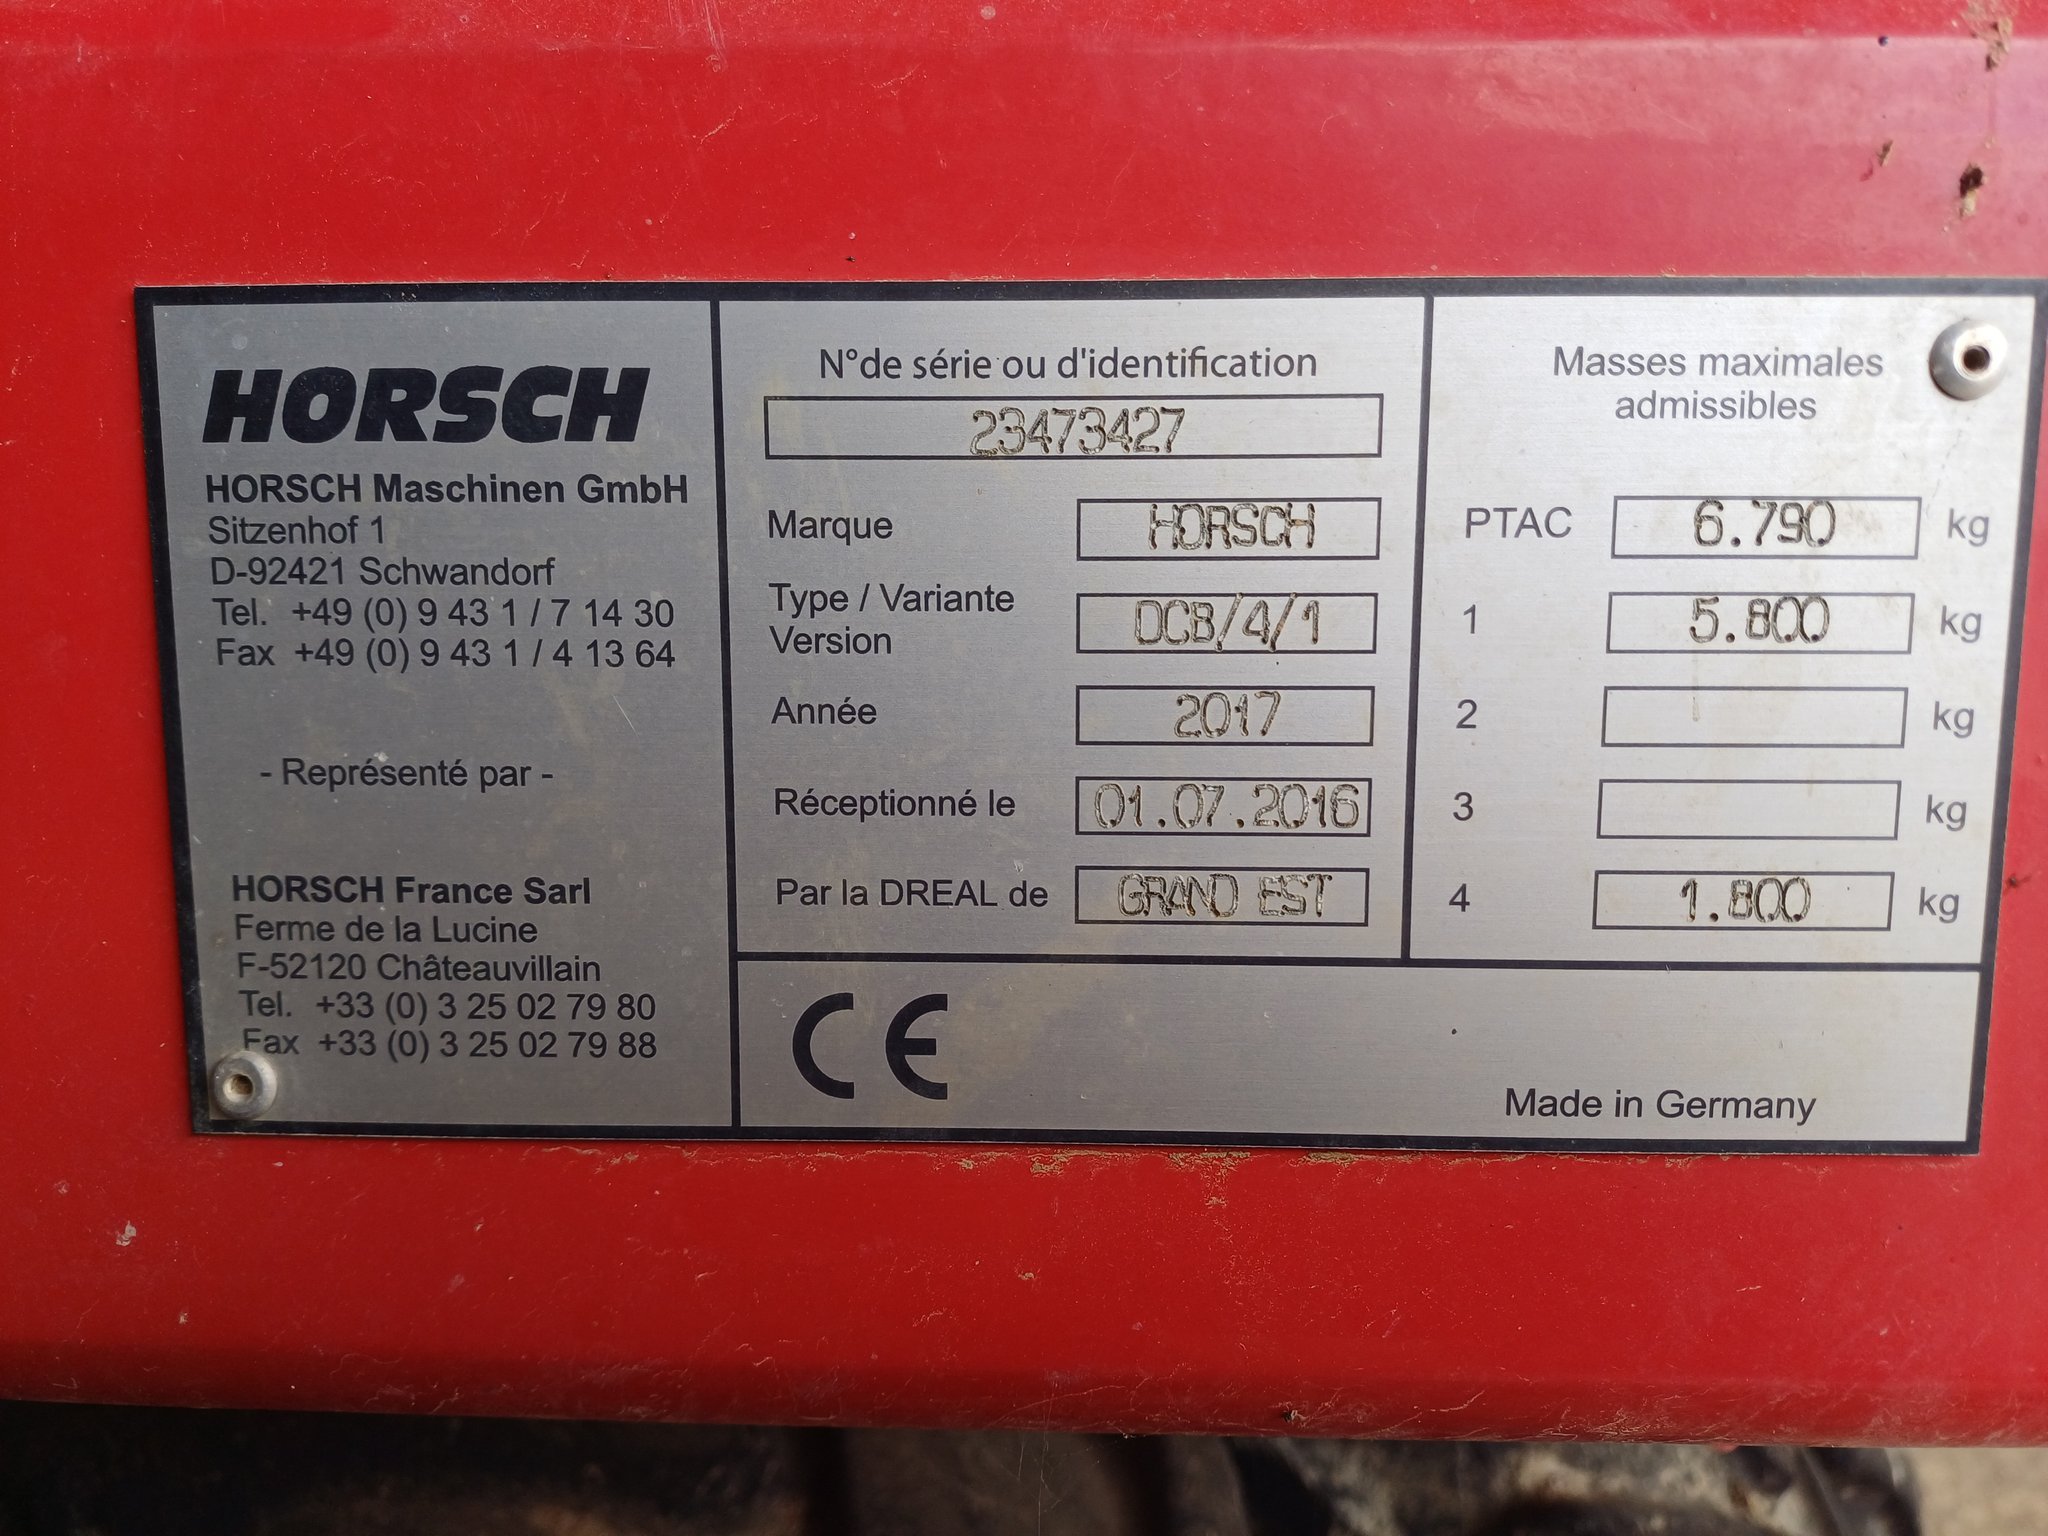 HORSCH
HORSCH Maschinen GmbH
Sitzenhof 1
D-92421 Schwandorf
Tel. +49 (0) 9 43 1 / 7 14 30
Fax +49 (0) 9 43 1 / 4 13 64
- Représenté par -
HORSCH France Sarl
Ferme de la Lucine
F-52120 Châteauvillain
Tel. +33 (0) 3 25 02 79 80
Fax +33 (0) 3 25 02 79 88
N°de série ou d'identification
23473427
Marque HORSCH
Type / Variante
Version DCB/4/1
Année 2017
Réceptionné le 01.07.2016
Par la DREAL de GRAND EST
Masses maximales
admissibles
PTAC 6.790 kg
1 5.800 kg
2 kg
3 kg
4 1.800 kg
CE
Made in Germany